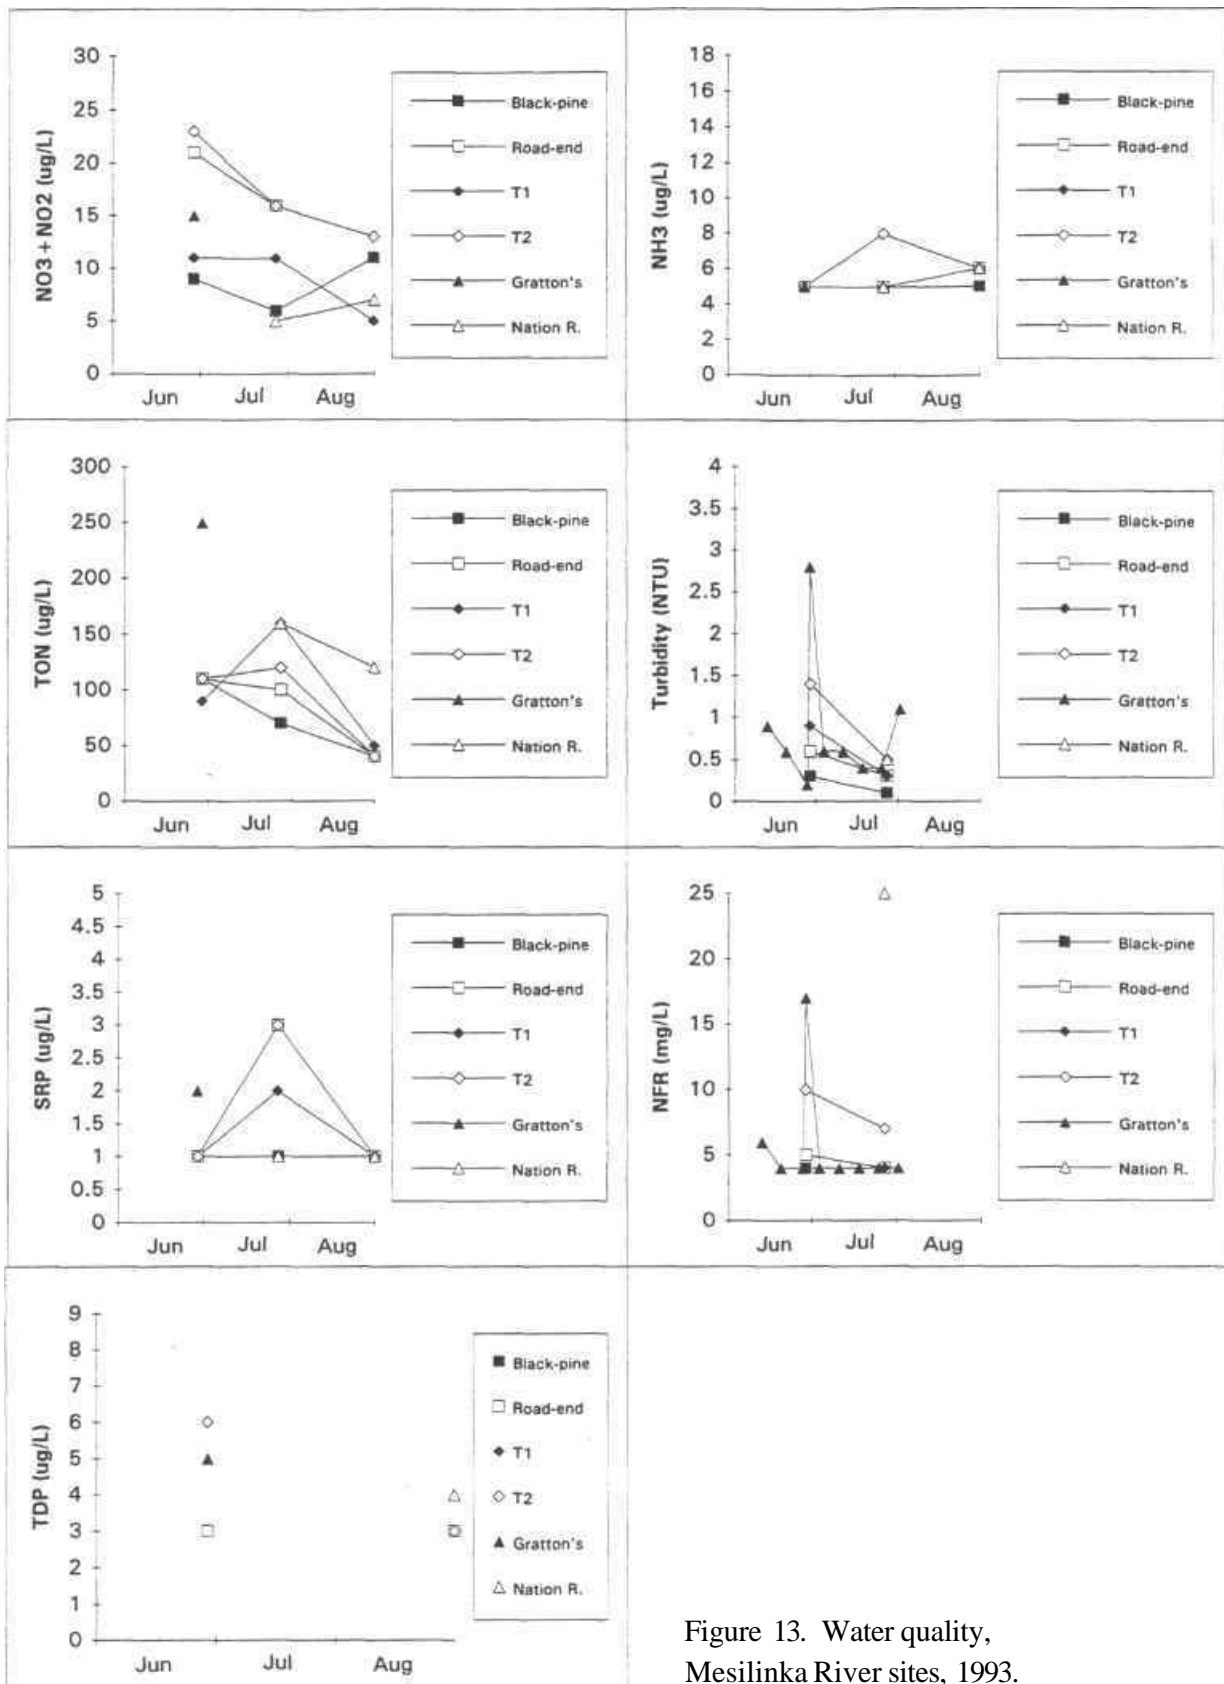 NO3 + NO2 (ug/L)
30
25
20
15
10
5
0
Jun Jul Aug
Black-pine
Road-end
T1
T2
Gratton's
Nation R.
NH3 (ug/L)
18
16
14
12
10
8
6
4
2
0
Jun Jul Aug
Black-pine
Road-end
T1
T2
Gratton's
Nation R.
TON (ug/L)
300
250
200
150
100
50
0
Jun Jul Aug
Black-pine
Road-end
T1
T2
Gratton's
Nation R.
Turbidity (NTU)
4
3.5
3
2.5
2
1.5
1
0.5
0
Jun Jul Aug
Black-pine
Road-end
T1
T2
Gratton's
Nation R.
SRP (ug/L)
5
4.5
4
3.5
3
2.5
2
1.5
1
0.5
0
Jun Jul Aug
Black-pine
Road-end
T1
T2
Gratton's
Nation R.
NFR (mg/L)
25
20
15
10
5
0
Jun Jul Aug
Black-pine
Road-end
T1
T2
Gratton's
Nation R.
TDP (ug/L)
9
8
7
6
5
4
3
2
1
0
Jun Jul Aug
Black-pine
Road-end
T1
T2
Gratton's
Nation R.
Figure 13. Water quality,
Mesilinka River sites, 1993.